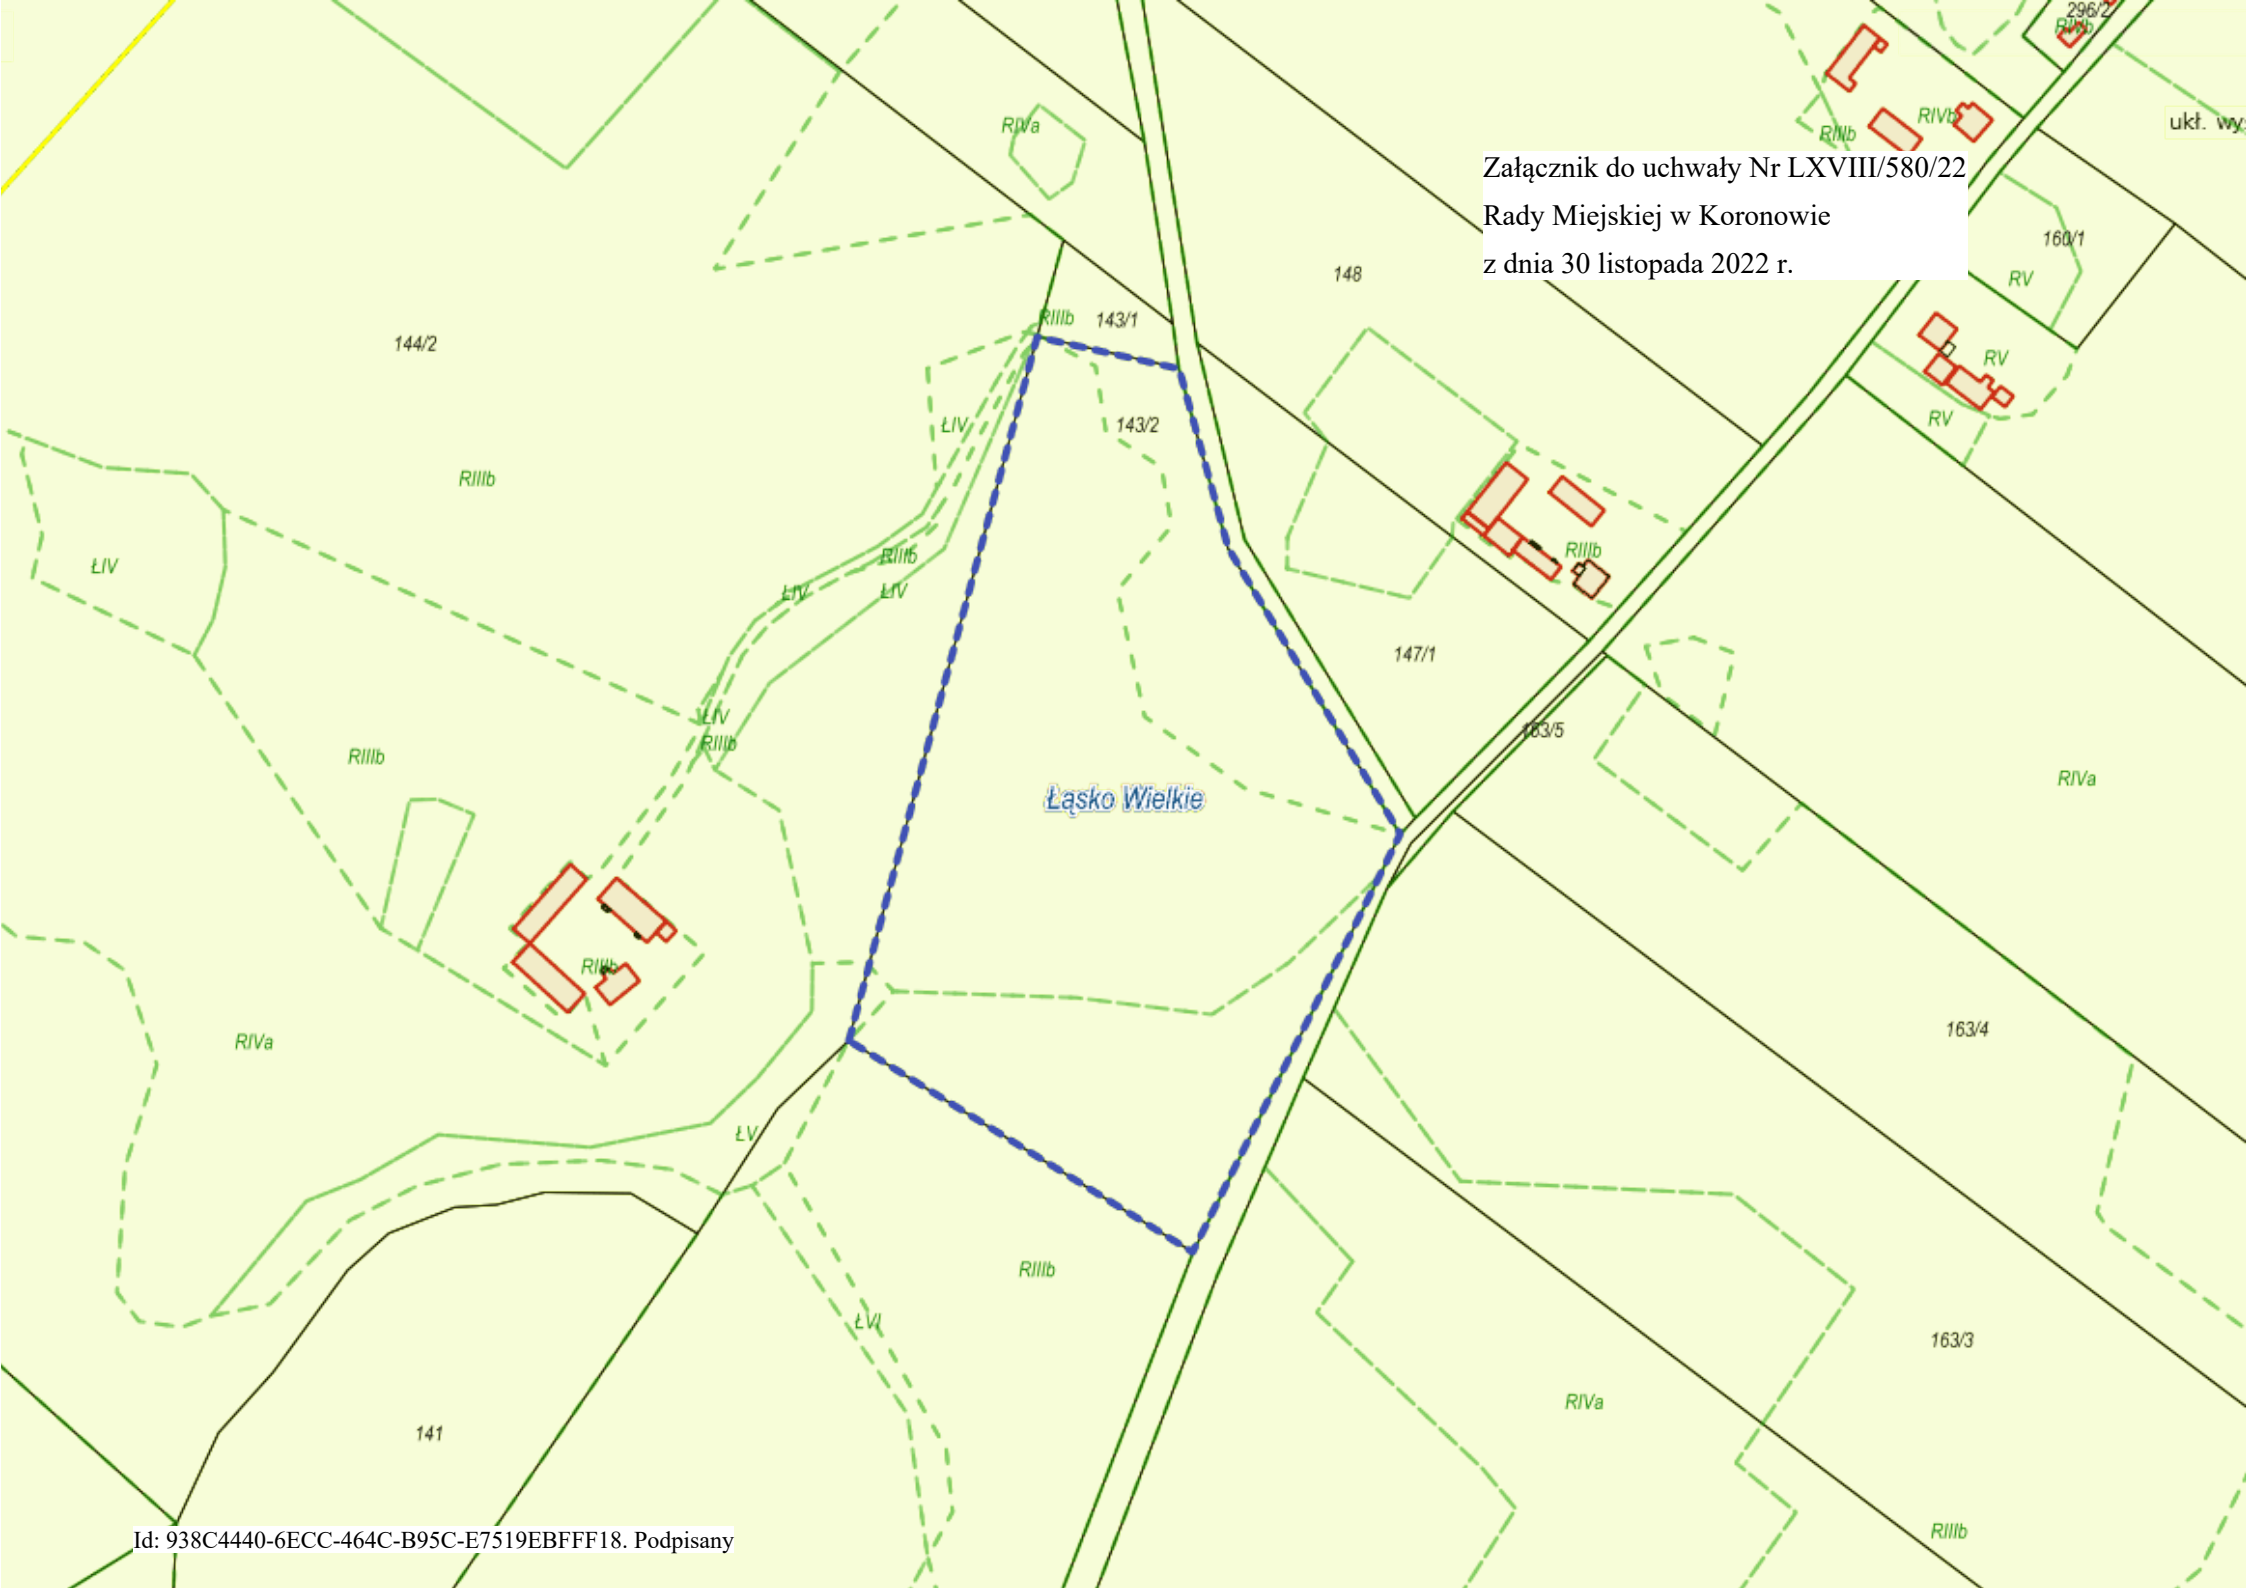 296/2
RIVb
RIVa
RIVb
RIIIb
ukł. wy
Załącznik do uchwały Nr LXVIII/580/22
Rady Miejskiej w Koronowie
z dnia 30 listopada 2022 r.
160/1
RV
148
RIIIb
143/1
144/2
RV
RV
ŁIV
143/2
RIIIb
RIIIb
RIIIb
ŁIV
ŁIV
ŁIV
147/1
ŁIV
163/5
RIIIb
RIIIb
RIVa
Łąsko Wielkie
RIIIb
163/4
RIVa
ŁV
RIIIb
ŁVI
163/3
RIVa
141
RIIIb
Id: 938C4440-6ECC-464C-B95C-E7519EBFFF18. Podpisany